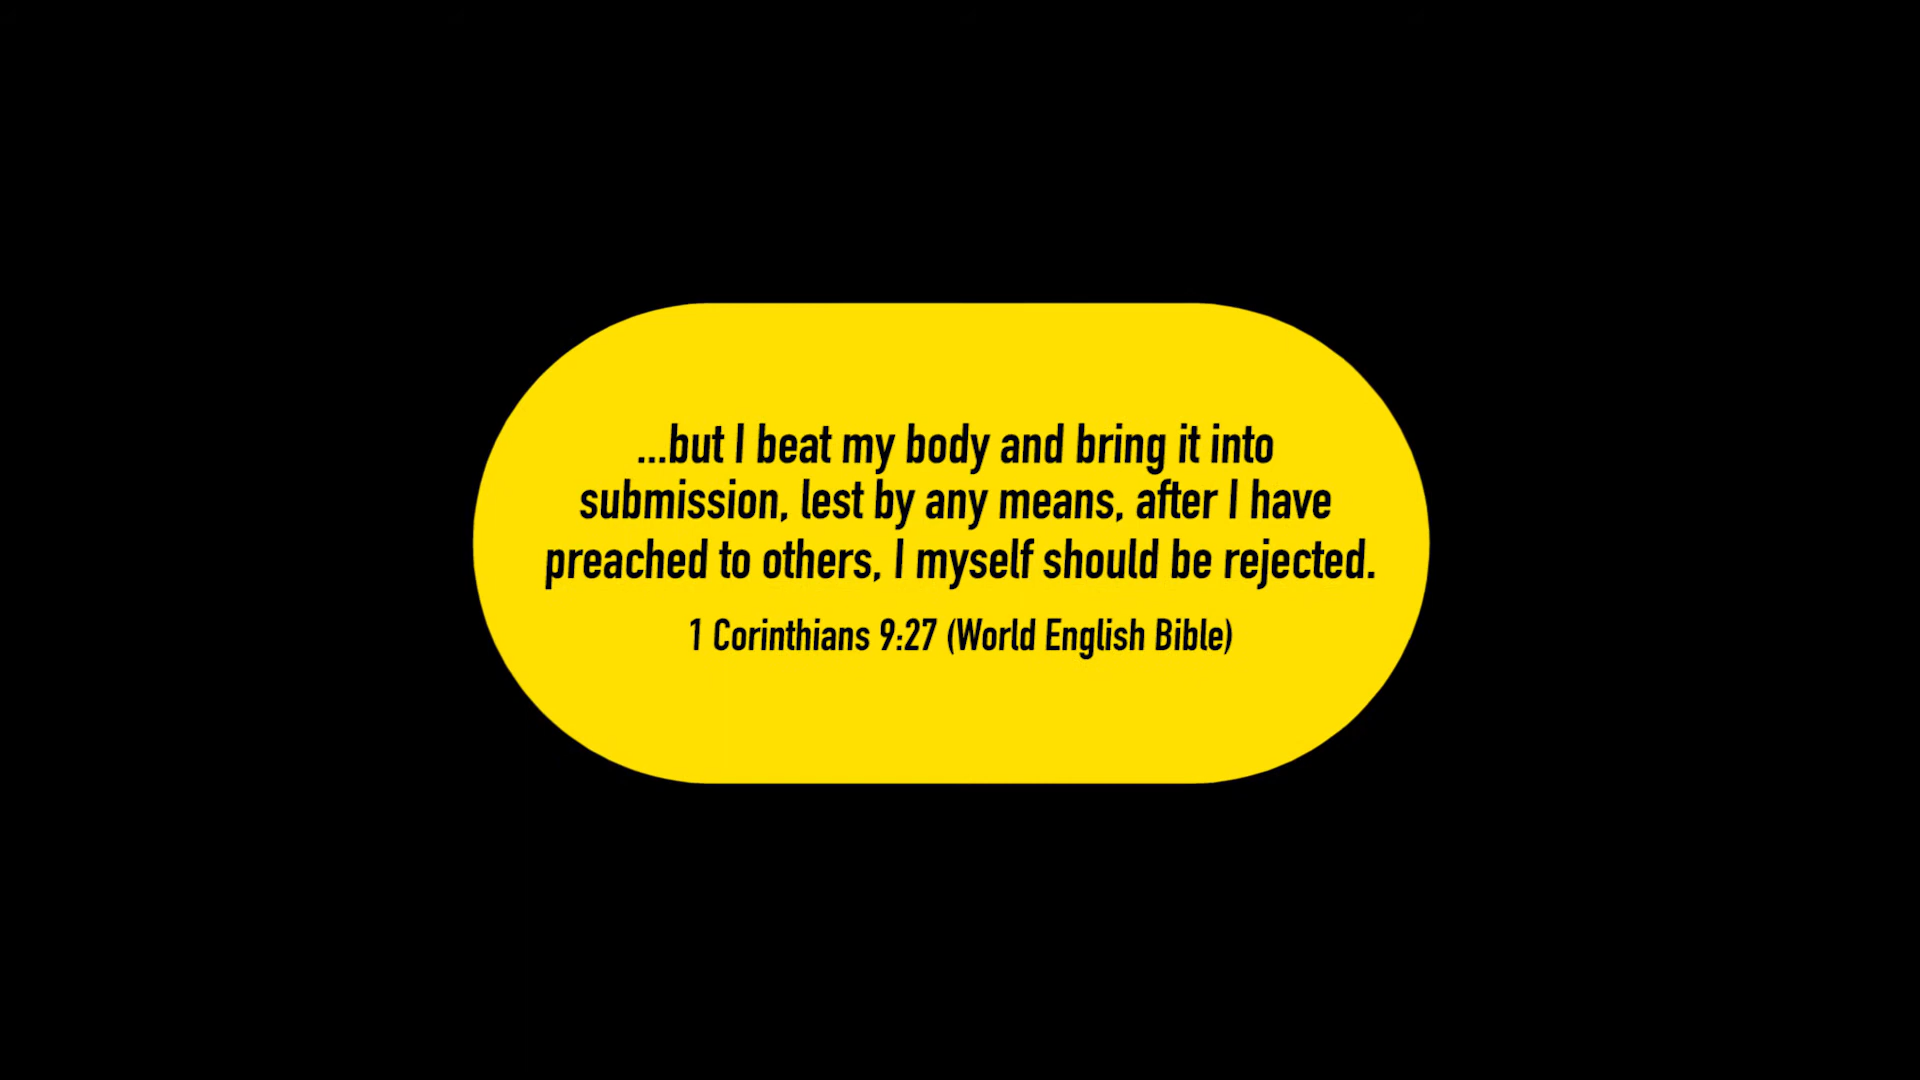 ...but I beat my body and bring it into
submission, lest by any means, after I have
preached to others, I myself should be rejected.
1 Corinthians 9:27 (World English Bible)